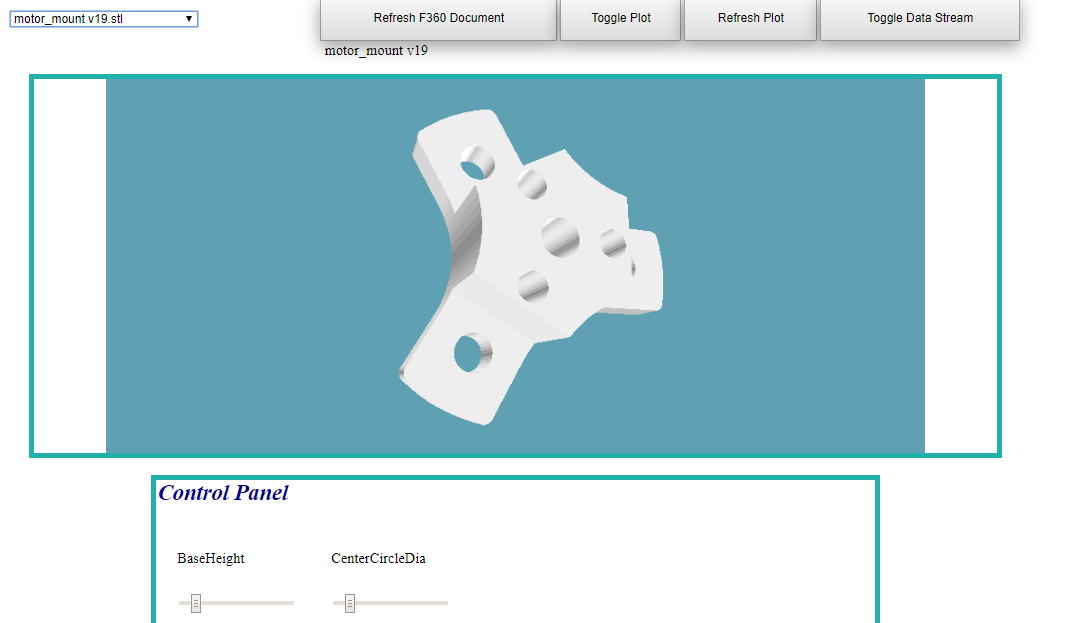 motor_mount v19.stl
Refresh F360 Document
Toggle Plot
Refresh Plot
Toggle Data Stream
motor_mount v19
Control Panel
BaseHeight
CenterCircleDia